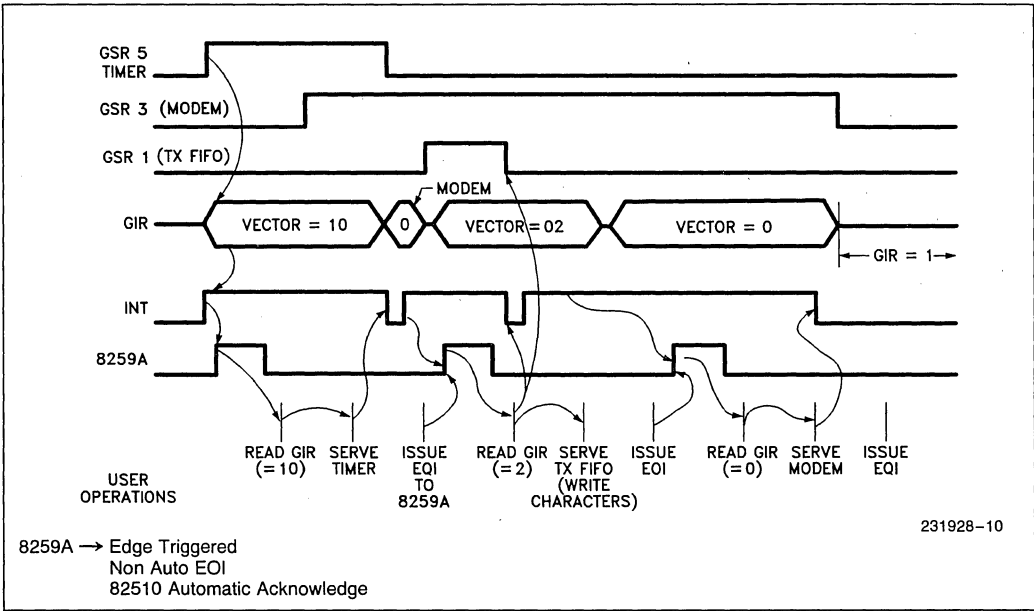 GSR 5
TIMER
GSR 3 (MODEM)
GSR 1 (TX FIFO)
MODEM
GIR
VECTOR = 10
0
VECTOR = 02
VECTOR = 0
GIR = 1
INT
8259A
USER
OPERATIONS
READ GIR
(= 10)
SERVE
TIMER
ISSUE
EQI
TO
8259A
READ GIR
(= 2)
SERVE
TX FIFO
(WRITE
CHARACTERS)
ISSUE
EOI
READ GIR
(= 0)
SERVE
MODEM
ISSUE
EQI
231928-10
8259A → Edge Triggered
Non Auto EOI
82510 Automatic Acknowledge